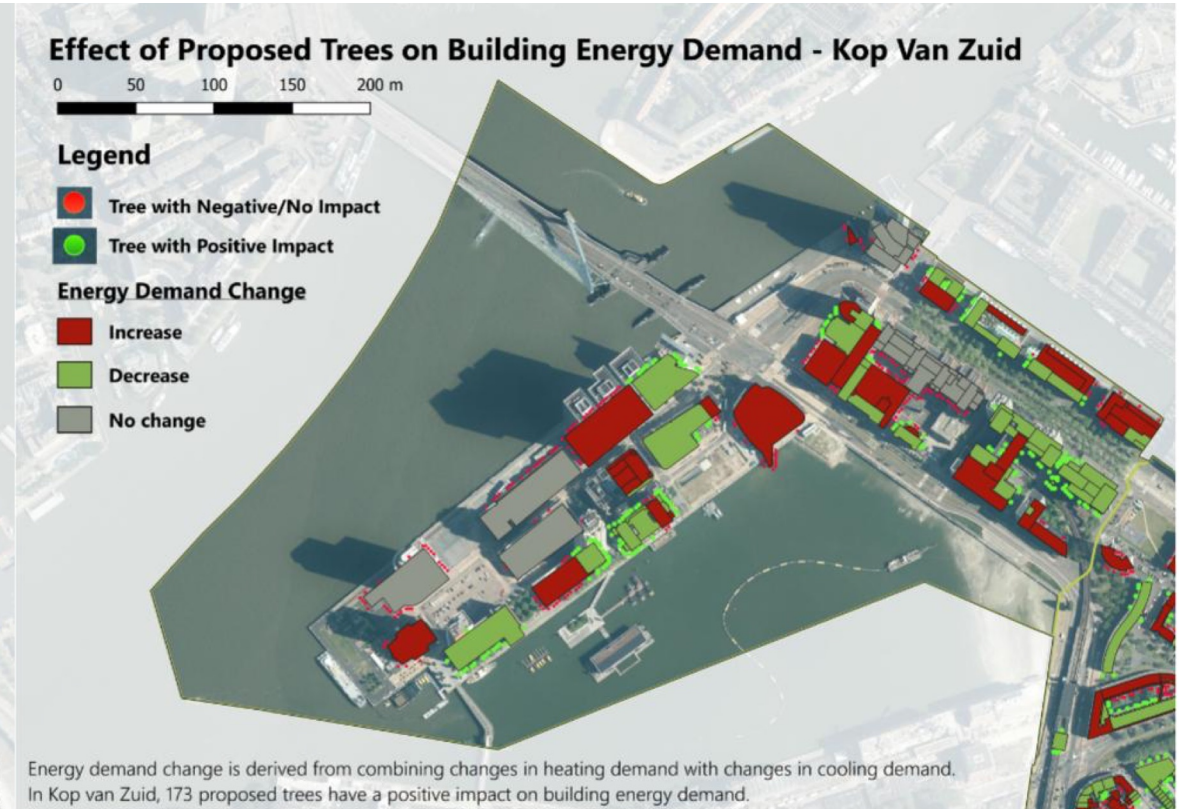 Effect of Proposed Trees on Building Energy Demand - Kop Van Zuid
0 50 100 150 200 m
Legend
Tree with Negative/No Impact
Tree with Positive Impact
Energy Demand Change
Increase
Decrease
No change
Energy demand change is derived from combining changes in heating demand with changes in cooling demand.
In Kop van Zuid, 173 proposed trees have a positive impact on building energy demand.